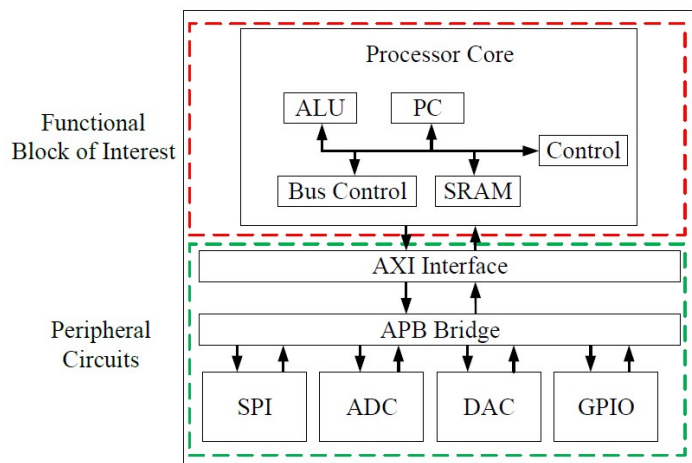 Processor Core
ALU
PC
Functional
Block of Interest
Control
Bus Control
SRAM
AXI Interface
Peripheral
Circuits
APB Bridge
SPI
ADC
DAC
GPIO